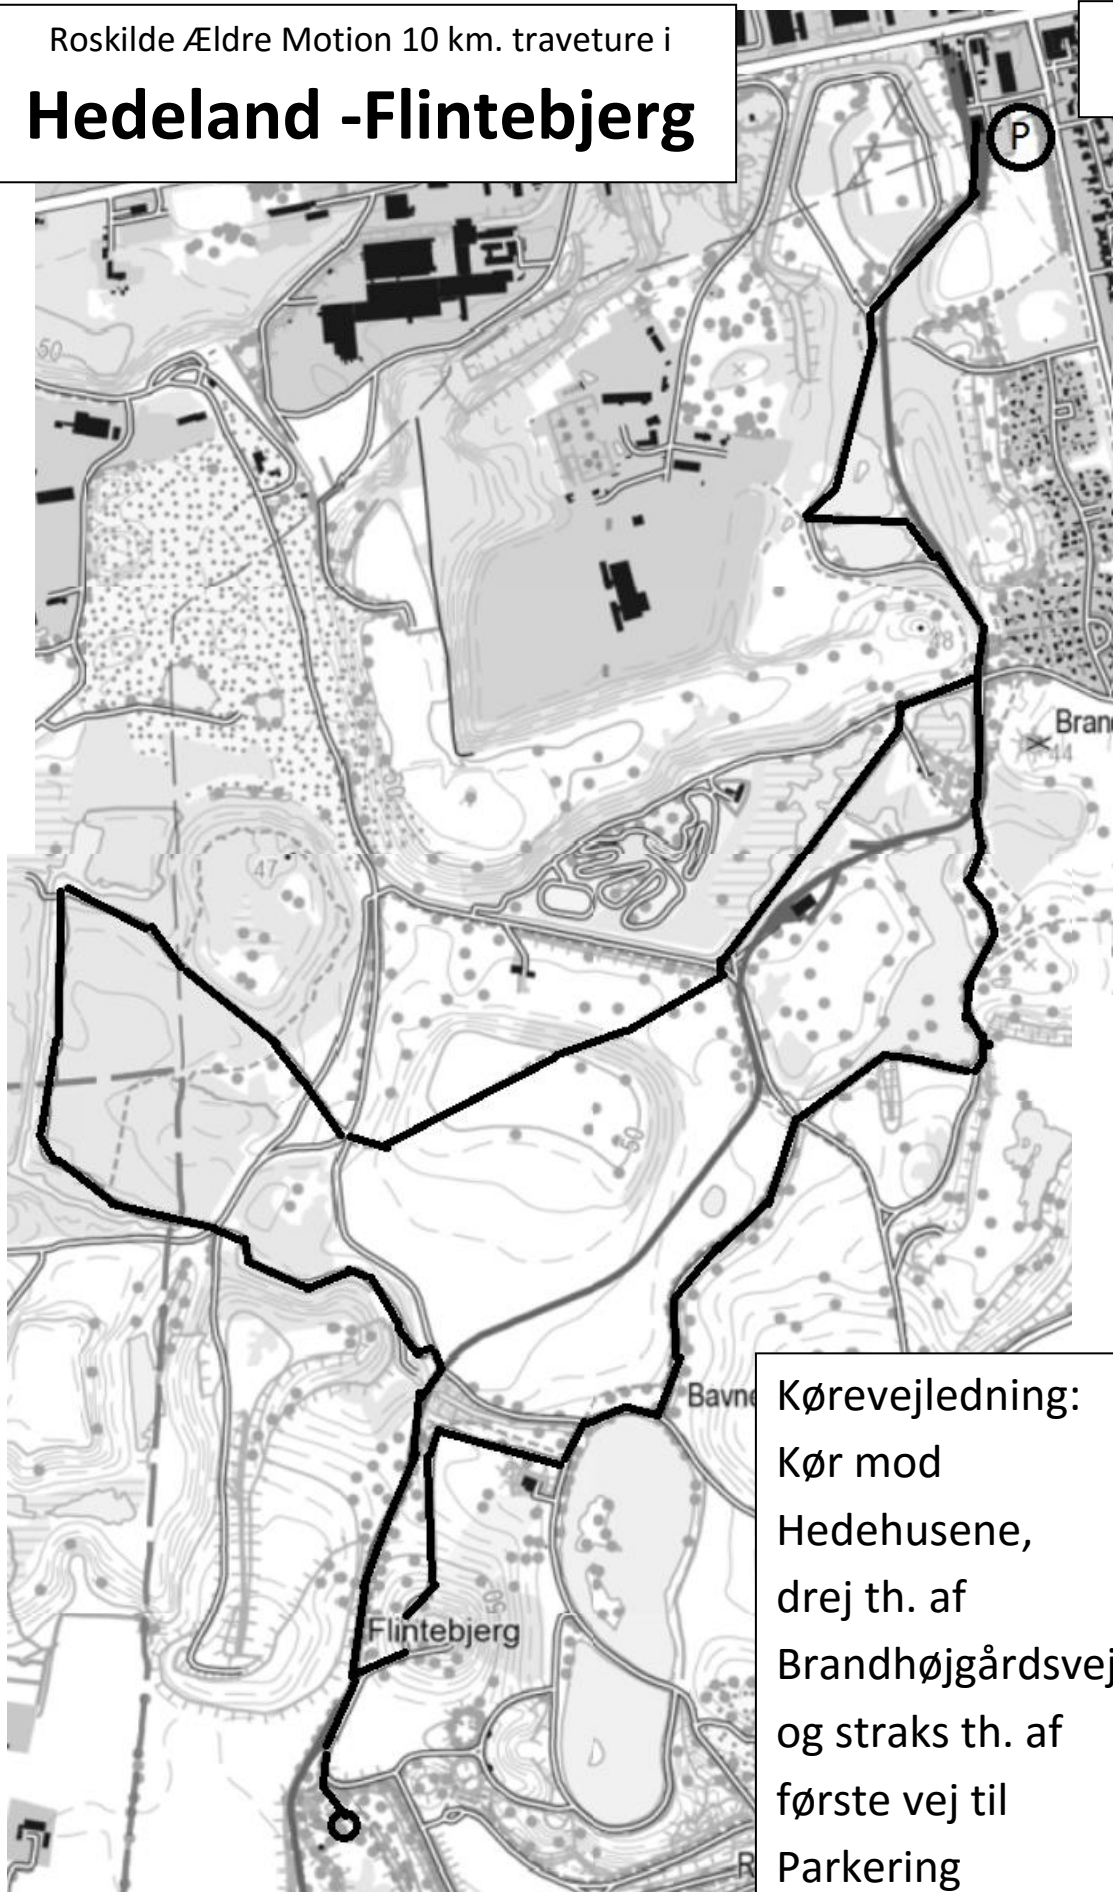 Roskilde Ældre Motion 10 km. traveture i
Hedeland -Flintebjerg
P
50
48
44
47
50
50
Flintebjerg
Kørevejledning:
Kør mod
Hedehusene,
drej th. af
Brandhøjgårdsvej
og straks th. af
første vej til
Parkering